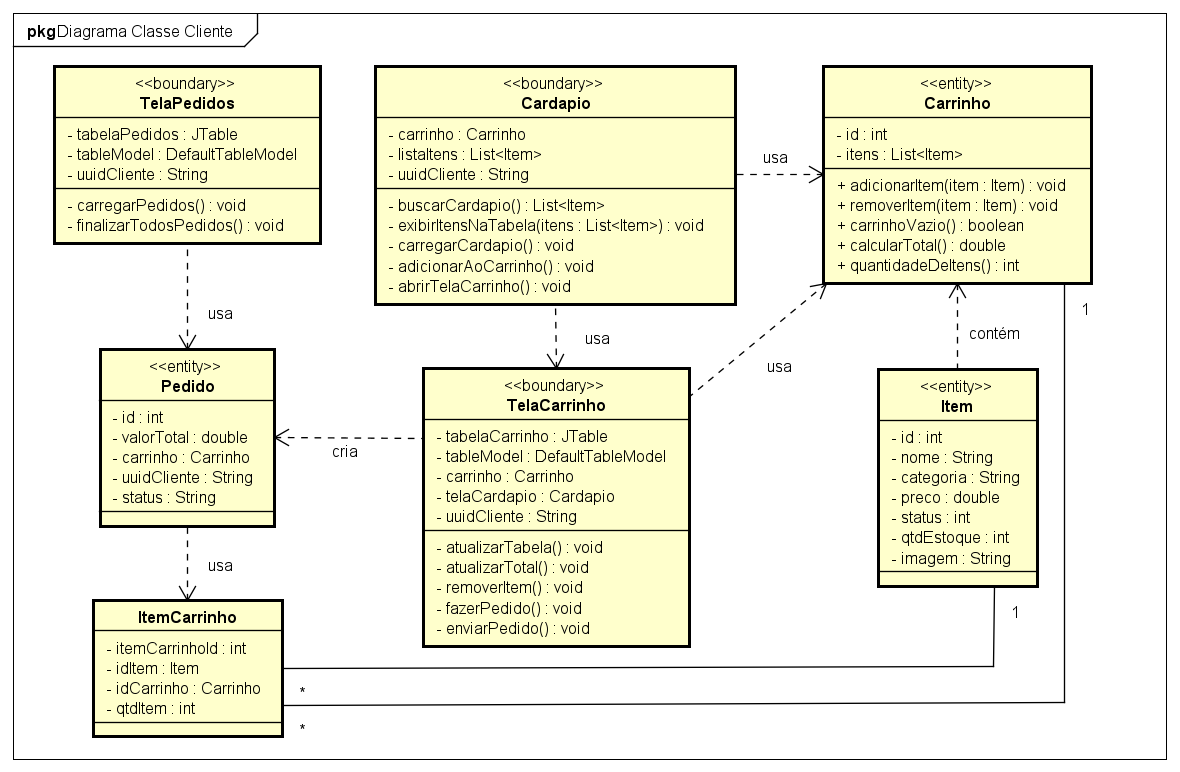 pkg Diagrama Classe Cliente
<<boundary>>
TelaPedidos
- tabelaPedidos : JTable
- tableModel : DefaultTableModel
- uuidCliente : String
- carregarPedidos() : void
- finalizarTodosPedidos() : void
<<boundary>>
Cardapio
- carrinho : Carrinho
- listaItens : List<Item>
- uuidCliente : String
- buscarCardapio() : List<Item>
- exibirItensNaTabela(itens : List<Item>) : void
- carregarCardapio() : void
- adicionarAoCarrinho() : void
- abrirTelaCarrinho() : void
usa
<<entity>>
Carrinho
- id : int
- itens : List<Item>
+ adicionarItem(item : Item) : void
+ removerItem(item : Item) : void
+ carrinhoVazio() : boolean
+ calcularTotal() : double
+ quantidadeDeItens() : int
usa
usa
usa
contém
1
<<entity>>
Pedido
- id : int
- valorTotal : double
- carrinho : Carrinho
- uuidCliente : String
- status : String
cria
<<boundary>>
TelaCarrinho
- tabelaCarrinho : JTable
- tableModel : DefaultTableModel
- carrinho : Carrinho
- telaCardapio : Cardapio
- uuidCliente : String
- atualizarTabela() : void
- atualizarTotal() : void
- removerItem() : void
- fazerPedido() : void
- enviarPedido() : void
<<entity>>
Item
- id : int
- nome : String
- categoria : String
- preco : double
- status : int
- qtdEstoque : int
- imagem : String
usa
1
ItemCarrinho
- itemCarrinhoId : int
- idItem : Item
- idCarrinho : Carrinho
- qtdItem : int
*
*